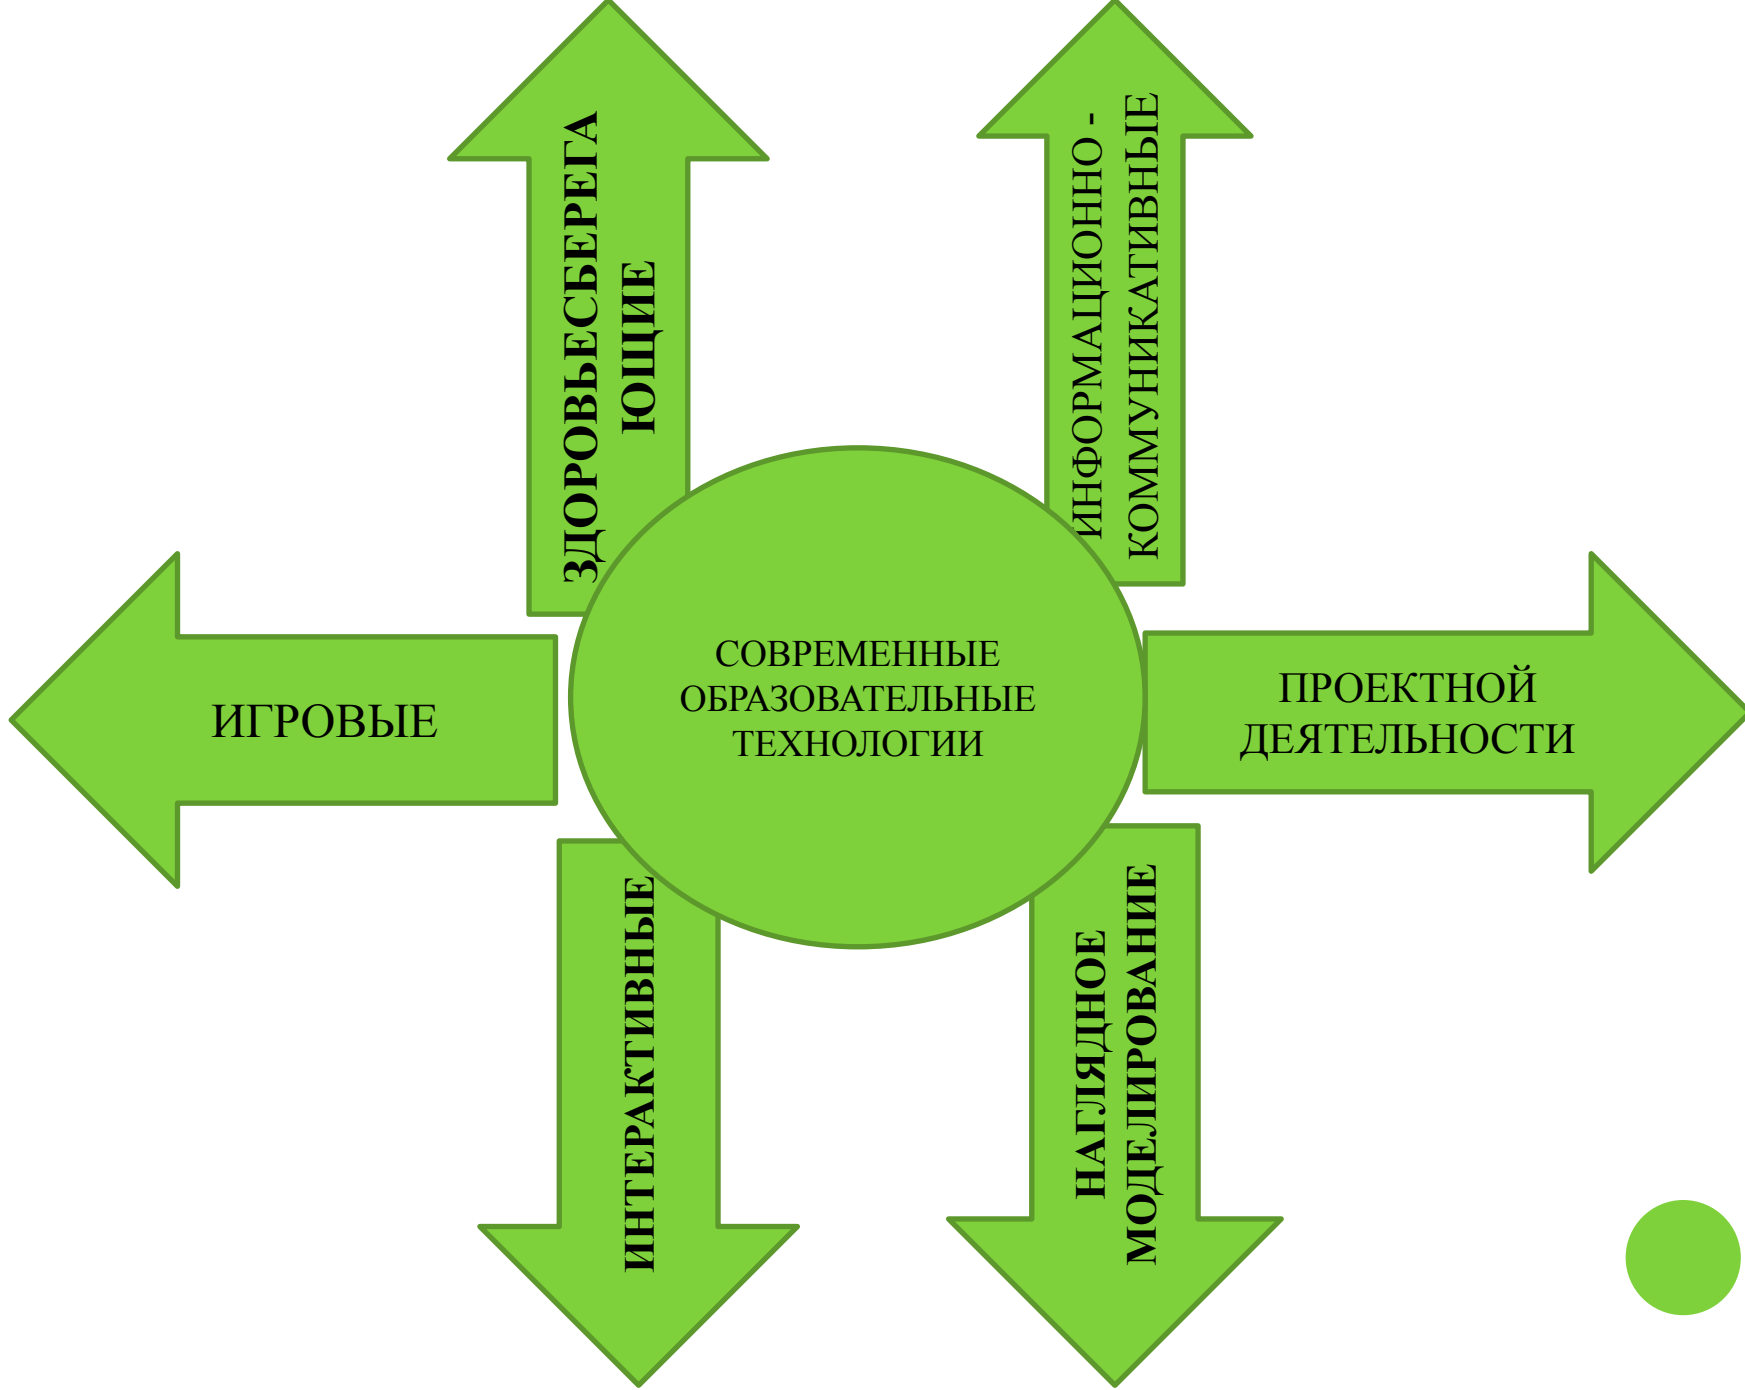 ЗДОРОВЬЕСБЕРЕГА
ЮЩИЕ
ИНФОРМАЦИОННО -
КОММУНИКАТИВНЫЕ
ИГРОВЫЕ
СОВРЕМЕННЫЕ
ОБРАЗОВАТЕЛЬНЫЕ
ТЕХНОЛОГИИ
ПРОЕКТНОЙ
ДЕЯТЕЛЬНОСТИ
ИНТЕРАКТИВНЫЕ
НАГЛЯДНОЕ
МОДЕЛИРОВАНИЕ